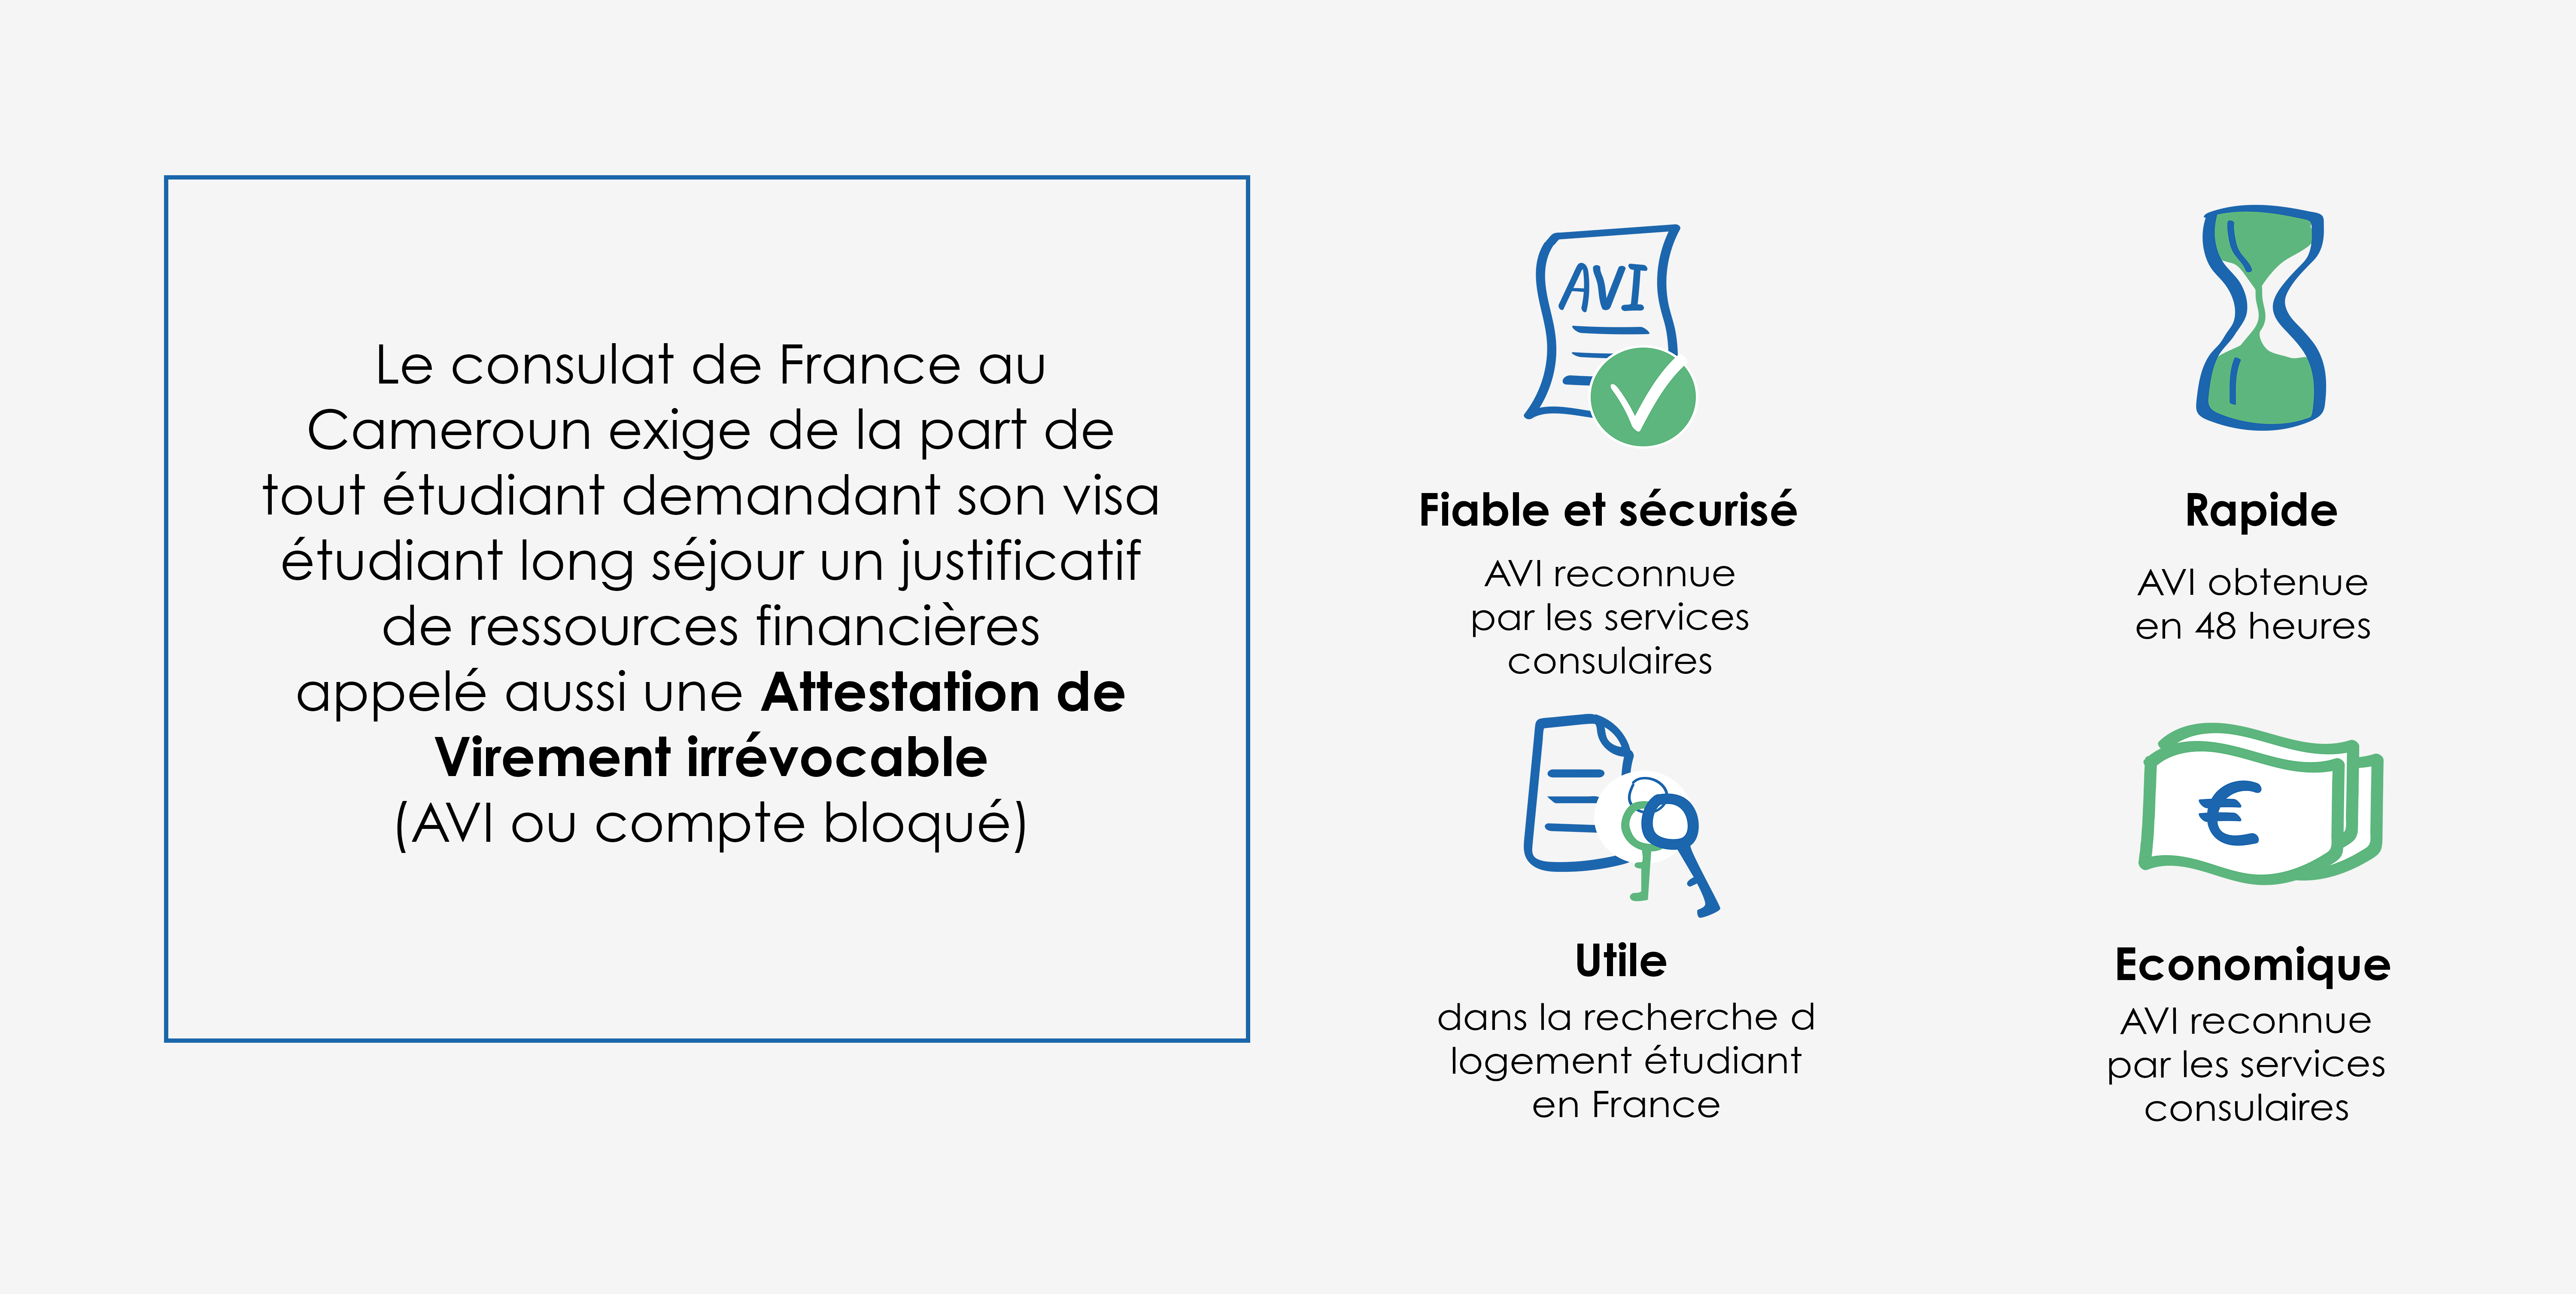 Le consulat de France au
Cameroun exige de la part de
tout étudiant demandant son visa
étudiant long séjour un justificatif
de ressources financières
appelé aussi une Attestation de
Virement irrévocable
(AVI ou compte bloqué)
AVI
Fiable et sécurisé
AVI reconnue
par les services
consulaires
Rapide
AVI obtenue
en 48 heures
Utile
dans la recherche d
logement étudiant
en France
€
Economique
AVI reconnue
par les services
consulaires